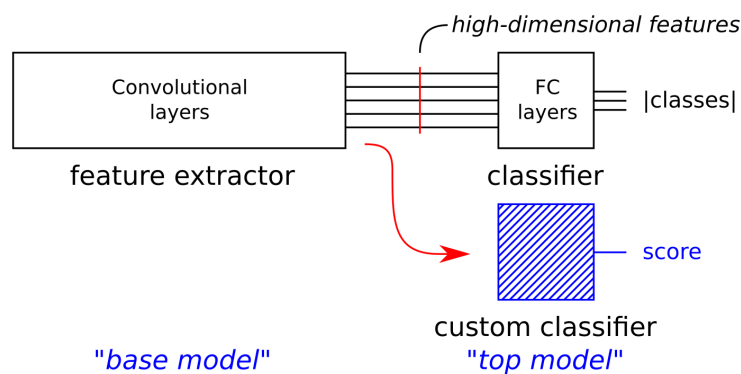 high-dimensional features
Convolutional
layers
FC
layers
|classes|
feature extractor
classifier
score
custom classifier
"base model"
"top model"